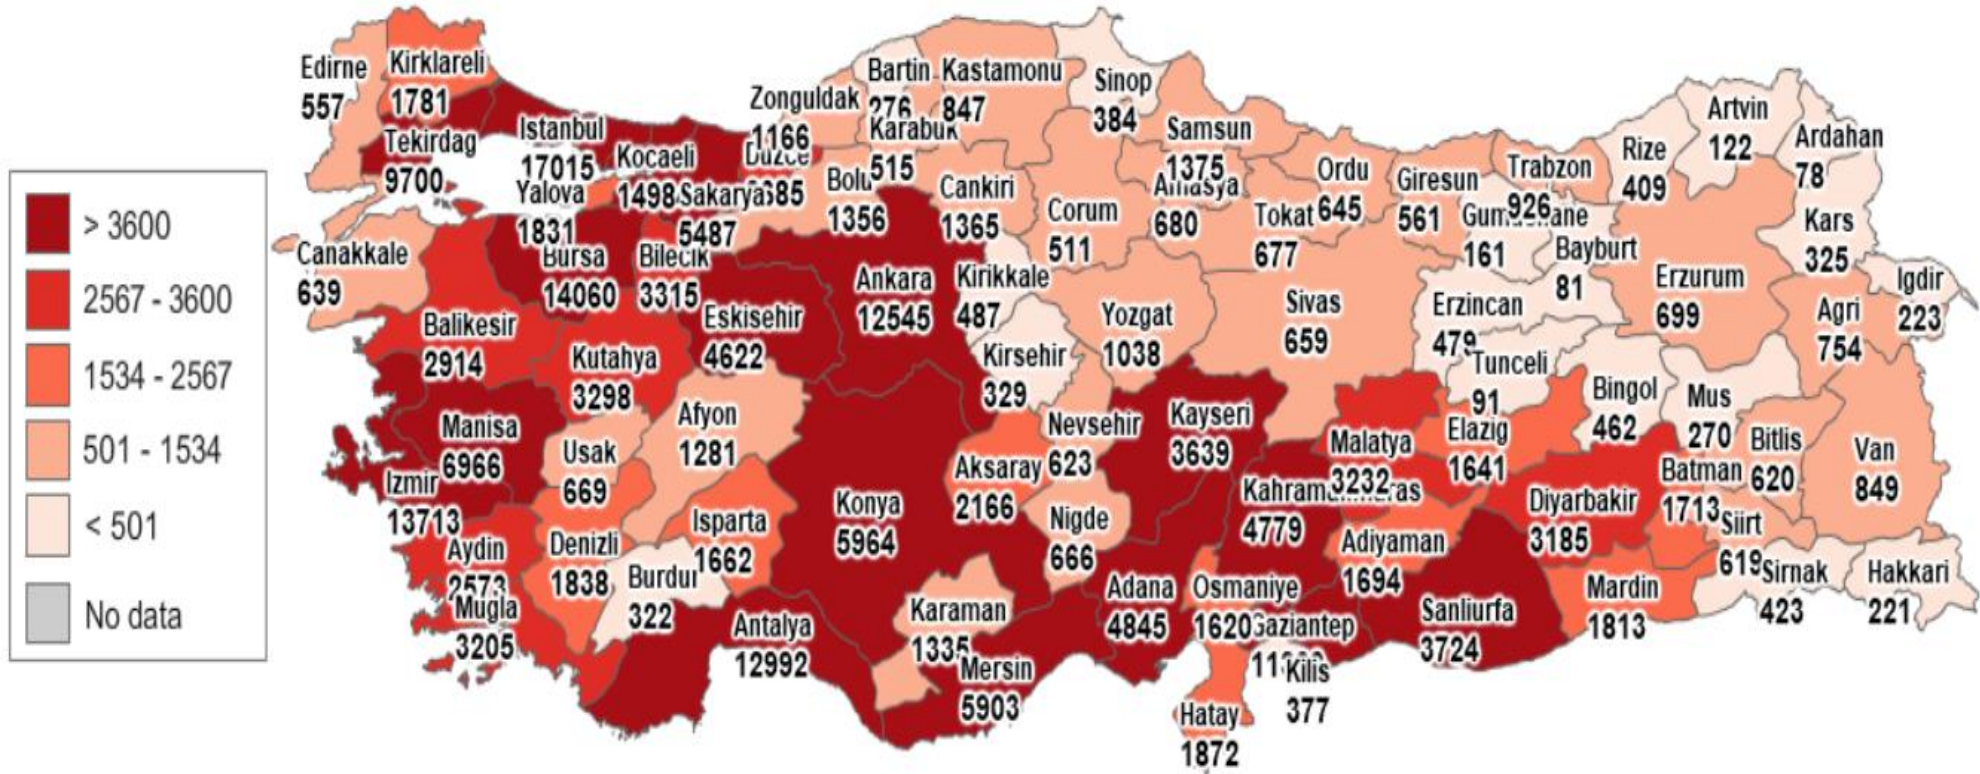 > 3600
2567 - 3600
1534 - 2567
501 - 1534
< 501
No data
Edirne
557
Kirklareli
1781
Tekirdag
9700
Istanbul
17015
Yalova
1831
Kocaeli
Sakarya
5487
Zonguldak
1166
Bolu
1356
Bartin
276
Karabuk
515
Kastamonu
847
Sinop
384
Cankiri
1365
Corum
511
Samsun
1375
Amasya
680
Tokat
677
Ordu
645
Giresun
561
Trabzon
926
161
Bayburt
81
Rize
409
Artvin
122
Ardahan
78
Kars
325
Igdir
223
Agri
754
Erzurum
699
Erzincan
479
Tunceli
91
Bingol
462
Mus
270
Bitlis
620
Van
849
Hakkari
221
Sirnak
423
Siirt
619
Batman
1713
Mardin
1813
Diyarbakir
3185
Elazig
1641
Malatya
3232
Adiyaman
1694
Sanliurfa
3724
Gaziantep
Kilis
377
Hatay
1872
Osmaniye
1620
4779
Kayseri
3639
Sivas
659
Yozgat
1038
Kirikkale
487
Kirsehir
329
Nevsehir
623
Aksaray
2166
Nigde
666
Adana
4845
Mersin
5903
Karaman
1335
Konya
5964
Ankara
12545
Eskisehir
4622
Bilecik
3315
Bursa
14060
Canakkale
639
Balikesir
2914
Kutahya
3298
Afyon
1281
Usak
669
Manisa
6966
Izmir
13713
Aydin
2573
Mugla
3205
Denizli
1838
Burdur
322
Isparta
1662
Antalya
12992